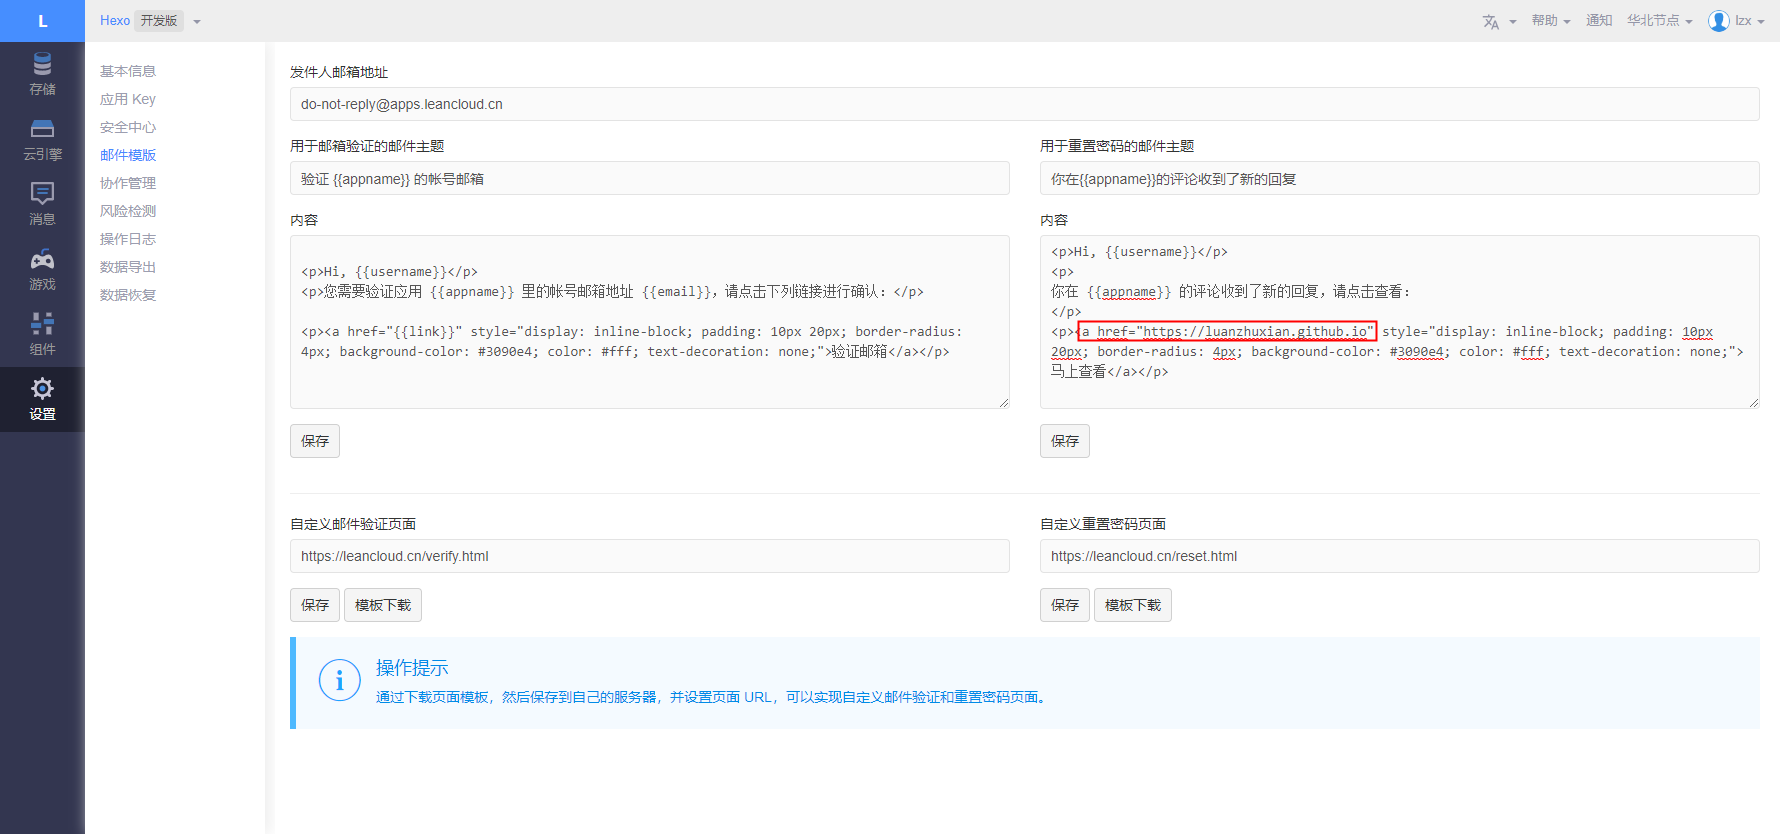 L
Hexo 开发版
帮助
通知
华北节点
lzx
存储
云引擎
消息
游戏
组件
设置
基本信息
应用 Key
安全中心
邮件模版
协作管理
风险检测
操作日志
数据导出
数据恢复
发件人邮箱地址
do-not-reply@apps.leancloud.cn
用于邮箱验证的邮件主题
验证 {{appname}} 的帐号邮箱
内容
<p>Hi, {{username}}</p>
<p>您需要验证应用 {{appname}} 里的帐号邮箱地址 {{email}}，请点击下列链接进行确认：</p>
<p><a href="{{link}}" style="display: inline-block; padding: 10px 20px; border-radius:
4px; background-color: #3090e4; color: #fff; text-decoration: none;">验证邮箱</a></p>
保存
用于重置密码的邮件主题
你在{{appname}}的评论收到了新的回复
内容
<p>Hi, {{username}}</p>
<p>
你在 {{appname}} 的评论收到了新的回复，请点击查看：
</p>
<p><a href="https://luanzhuxian.github.io" style="display: inline-block; padding: 10px
20px; border-radius: 4px; background-color: #3090e4; color: #fff; text-decoration: none;">
马上查看</a></p>
保存
自定义邮件验证页面
https://leancloud.cn/verify.html
保存 模板下载
自定义重置密码页面
https://leancloud.cn/reset.html
保存 模板下载
操作提示
通过下载页面模板，然后保存到自己的服务器，并设置页面 URL，可以实现自定义邮件验证和重置密码页面。